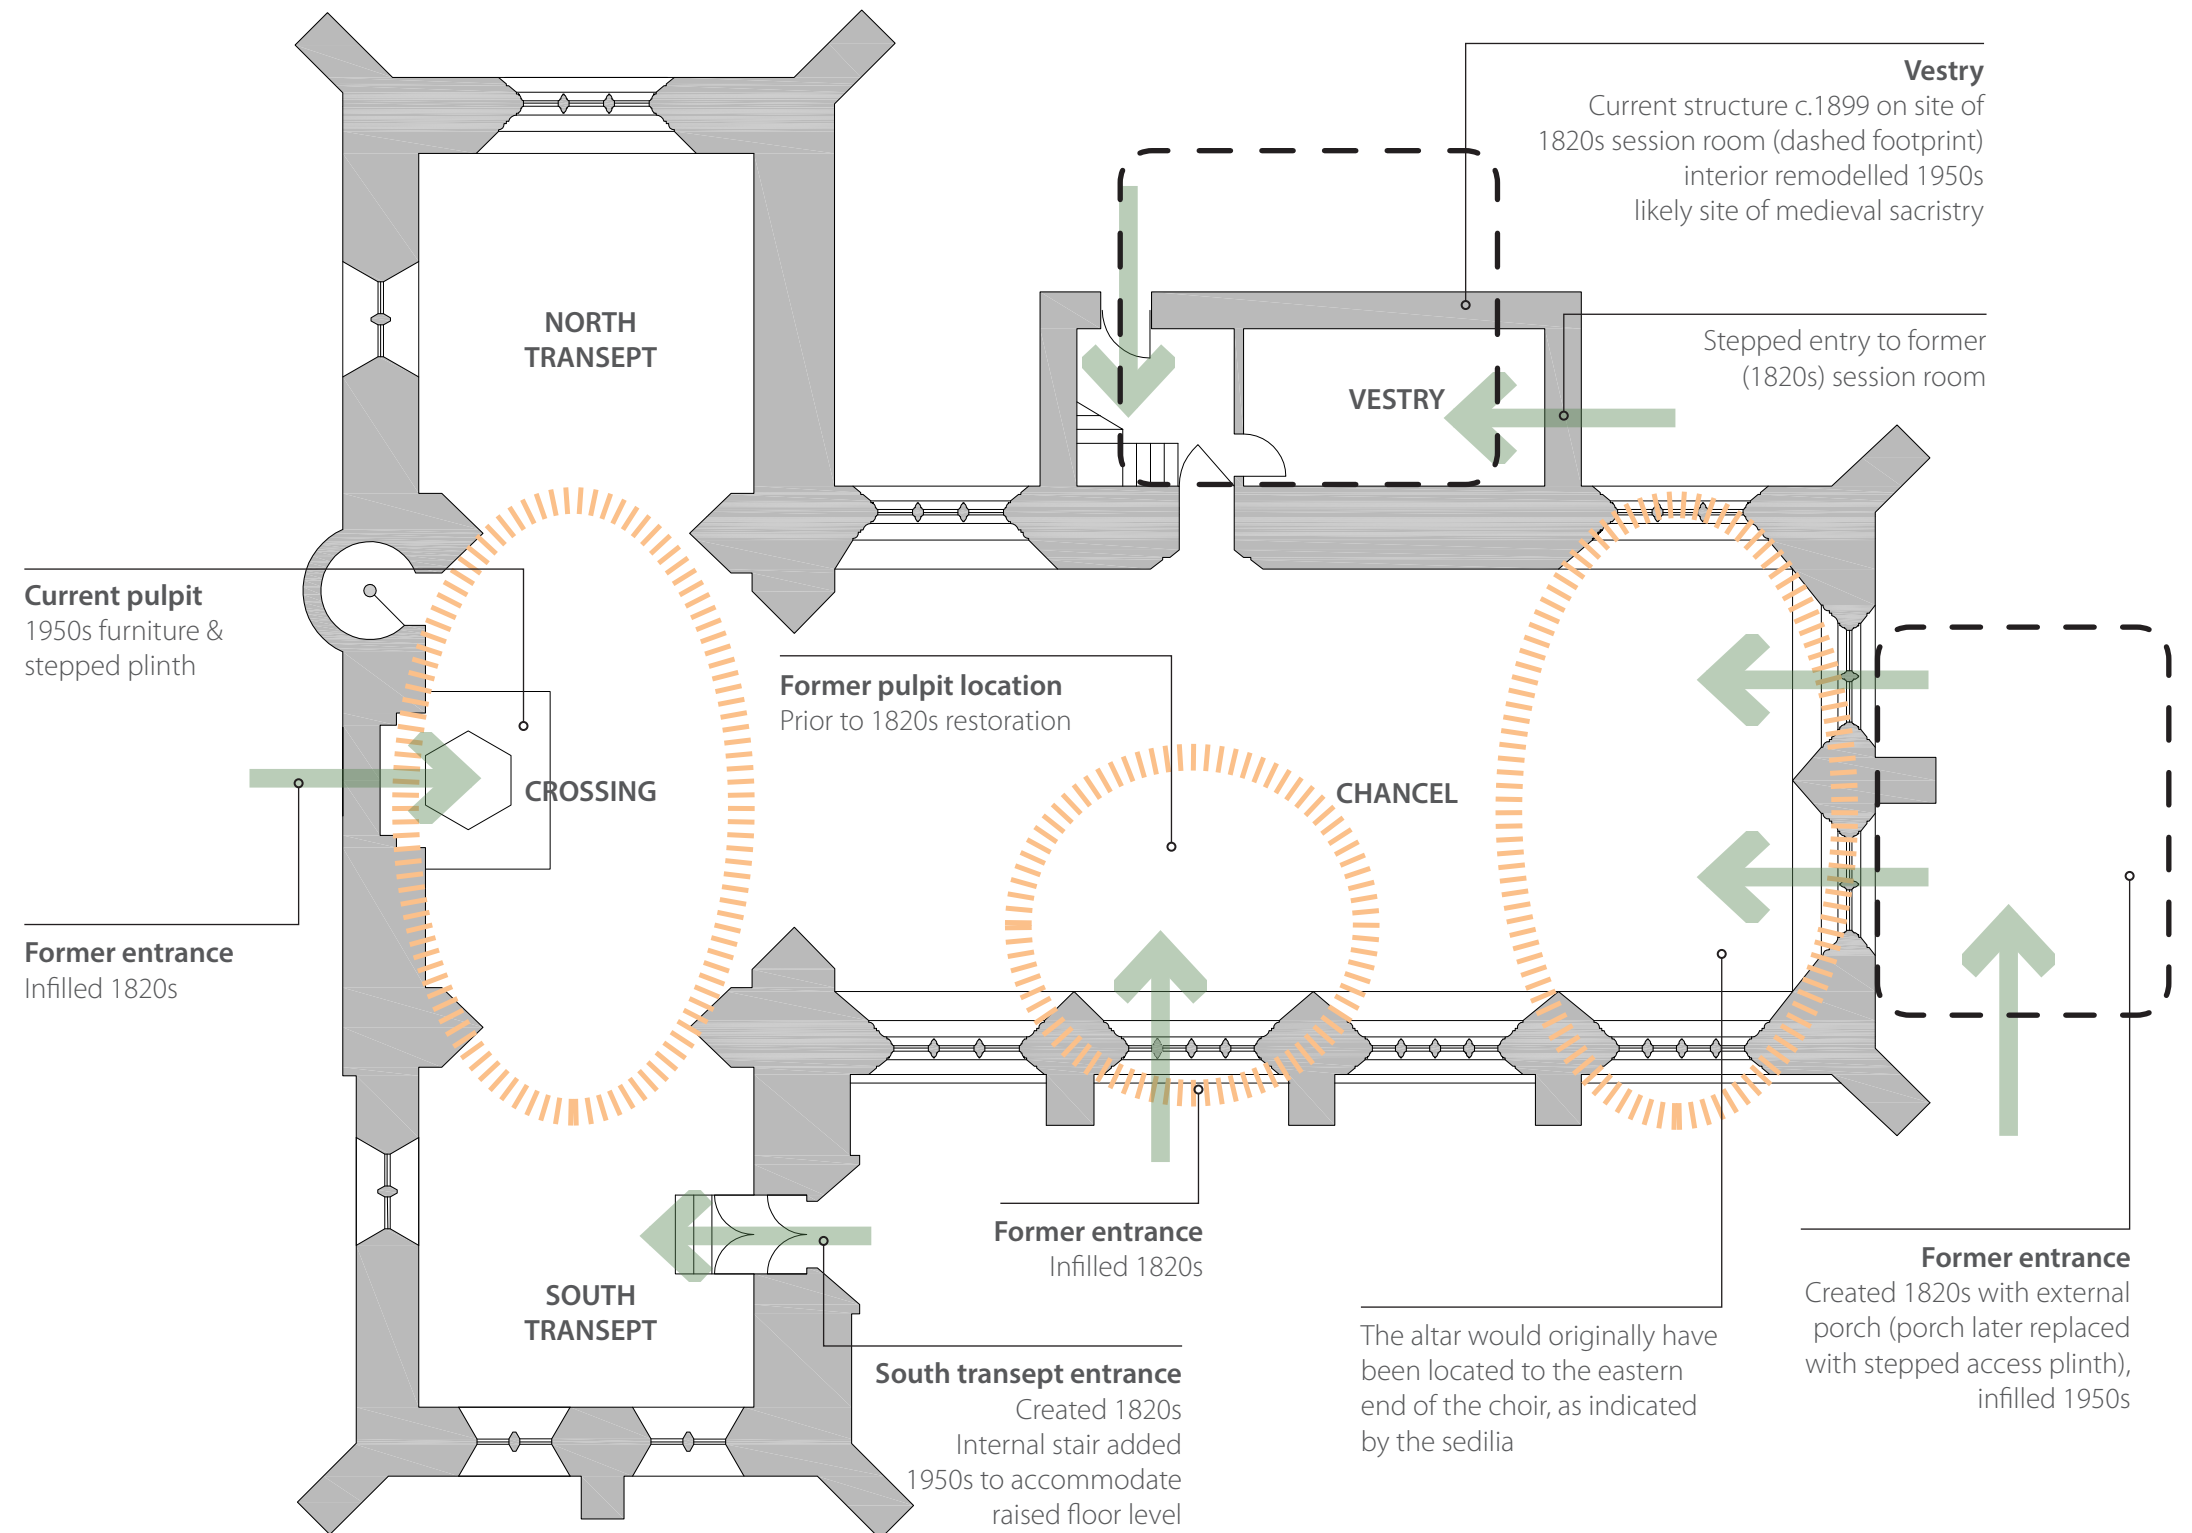 Vestry
Current structure c.1899 on site of
1820s session room (dashed footprint)
interior remodelled 1950s
likely site of medieval sacristry
NORTH
TRANSEPT
Stepped entry to former
(1820s) session room
VESTRY
Current pulpit
1950s furniture &
stepped plinth
Former pulpit location
Prior to 1820s restoration
CROSSING
CHANCEL
Former entrance
Infilled 1820s
Former entrance
Infilled 1820s
SOUTH
TRANSEPT
South transept entrance
Created 1820s
Internal stair added
1950s to accommodate
raised floor level
The altar would originally have
been located to the eastern
end of the choir, as indicated
by the sedilia
Former entrance
Created 1820s with external
porch (porch later replaced
with stepped access plinth),
infilled 1950s